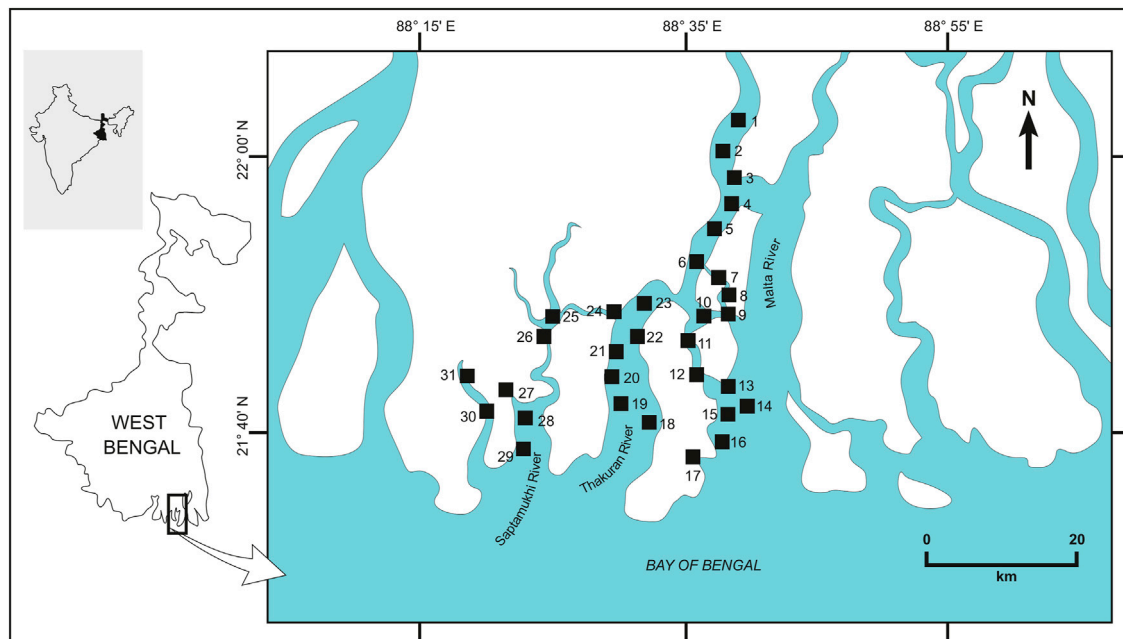 88° 15' E
88° 35' E
88° 55' E
N
22° 00' N
21° 40' N
WEST
BENGAL
1
2
3
4
5
6
7
8
9
10
11
12
13
14
15
16
17
18
19
20
21
22
23
24
25
26
27
28
29
30
31
Malta River
Thakuran River
Saptamukhi River
BAY OF BENGAL
0
20
km